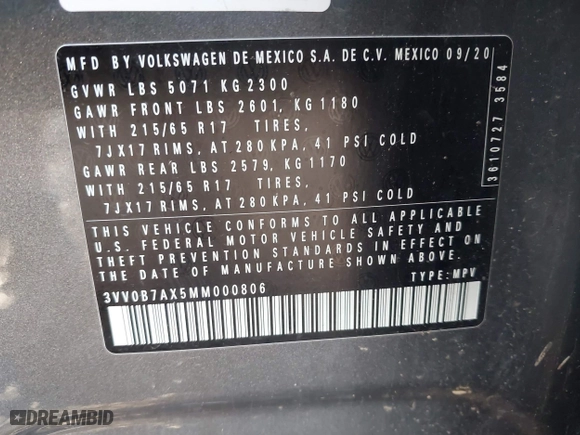 MFD BY VOLKSWAGEN DE MEXICO S.A. DE C.V. MEXICO 09/20
GVWR LBS 5071 KG 2300
GAWR FRONT LBS 2601, KG 1180
WITH 215/65 R17 TIRES,
7JX17 RIMS, AT 280 KPA, 41 PSI COLD
GAWR REAR LBS 2579, KG 1170
WITH 215/65 R17 TIRES,
7JX17 RIMS, AT 280 KPA, 41 PSI COLD
THIS VEHICLE CONFORMS TO ALL APPLICABLE
U.S. FEDERAL MOTOR VEHICLE SAFETY AND
THEFT PREVENTION STANDARDS IN EFFECT ON
THE DATE OF MANUFACTURE SHOWN ABOVE.
3VV0B7AX5MM000806
TYPE: MPV
3610727 3584
DREAMBID